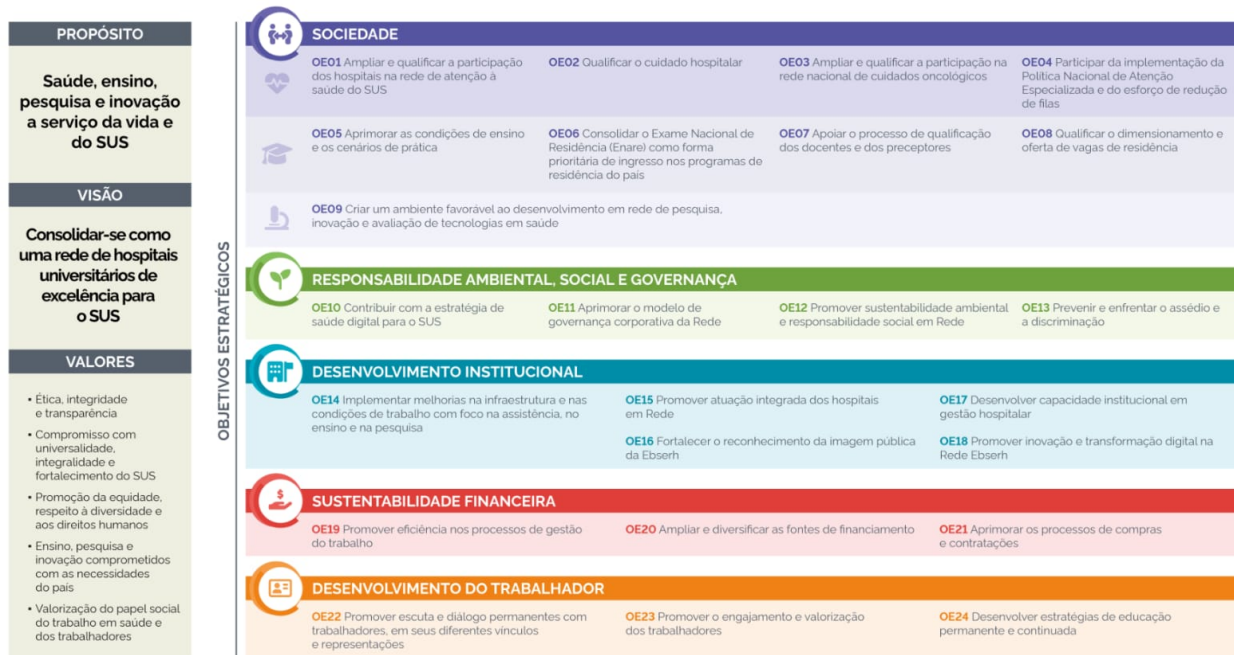 PROPÓSITO
Saúde, ensino,
pesquisa e inovação
a serviço da vida e
do SUS
VISÃO
Consolidar-se como
uma rede de hospitais
universitários de
excelência para
o SUS
VALORES
• Ética, integridade
e transparência
• Compromisso com
universalidade,
integralidade e
fortalecimento do SUS
• Promoção da equidade,
respeito à diversidade e
aos direitos humanos
• Ensino, pesquisa e
inovação comprometidos
com as necessidades
do país
• Valorização do papel social
do trabalho em saúde e
dos trabalhadores
OBJETIVOS ESTRATÉGICOS
SOCIEDADE
OE01 Ampliar e qualificar a participação
dos hospitais na rede de atenção à
saúde do SUS
OE02 Qualificar o cuidado hospitalar
OE03 Ampliar e qualificar a participação na
rede nacional de cuidados oncológicos
OE04 Participar da implementação da
Política Nacional de Atenção
Especializada e do esforço de redução
de filas
OE05 Aprimorar as condições de ensino
e os cenários de prática
OE06 Consolidar o Exame Nacional de
Residência (Enare) como forma
prioritária de ingresso nos programas de
residência do país
OE07 Apoiar o processo de qualificação
dos docentes e dos preceptores
OE08 Qualificar o dimensionamento e
oferta de vagas de residência
OE09 Criar um ambiente favorável ao desenvolvimento em rede de pesquisa,
inovação e avaliação de tecnologias em saúde
RESPONSABILIDADE AMBIENTAL, SOCIAL E GOVERNANÇA
OE10 Contribuir com a estratégia de
saúde digital para o SUS
OE11 Aprimorar o modelo de
governança corporativa da Rede
OE12 Promover sustentabilidade ambiental
e responsabilidade social em Rede
OE13 Prevenir e enfrentar o assédio e
a discriminação
DESENVOLVIMENTO INSTITUCIONAL
OE14 Implementar melhorias na infraestrutura e nas
condições de trabalho com foco na assistência, no
ensino e na pesquisa
OE15 Promover atuação integrada dos hospitais
em Rede
OE16 Fortalecer o reconhecimento da imagem pública
da Ebserh
OE17 Desenvolver capacidade institucional em
gestão hospitalar
OE18 Promover inovação e transformação digital na
Rede Ebserh
$
SUSTENTABILIDADE FINANCEIRA
OE19 Promover eficiência nos processos de gestão
do trabalho
OE20 Ampliar e diversificar as fontes de financiamento
OE21 Aprimorar os processos de compras
e contratações
DESENVOLVIMENTO DO TRABALHADOR
OE22 Promover escuta e diálogo permanentes com
trabalhadores, em seus diferentes vínculos
e representações
OE23 Promover o engajamento e valorização
dos trabalhadores
OE24 Desenvolver estratégias de educação
permanente e continuada